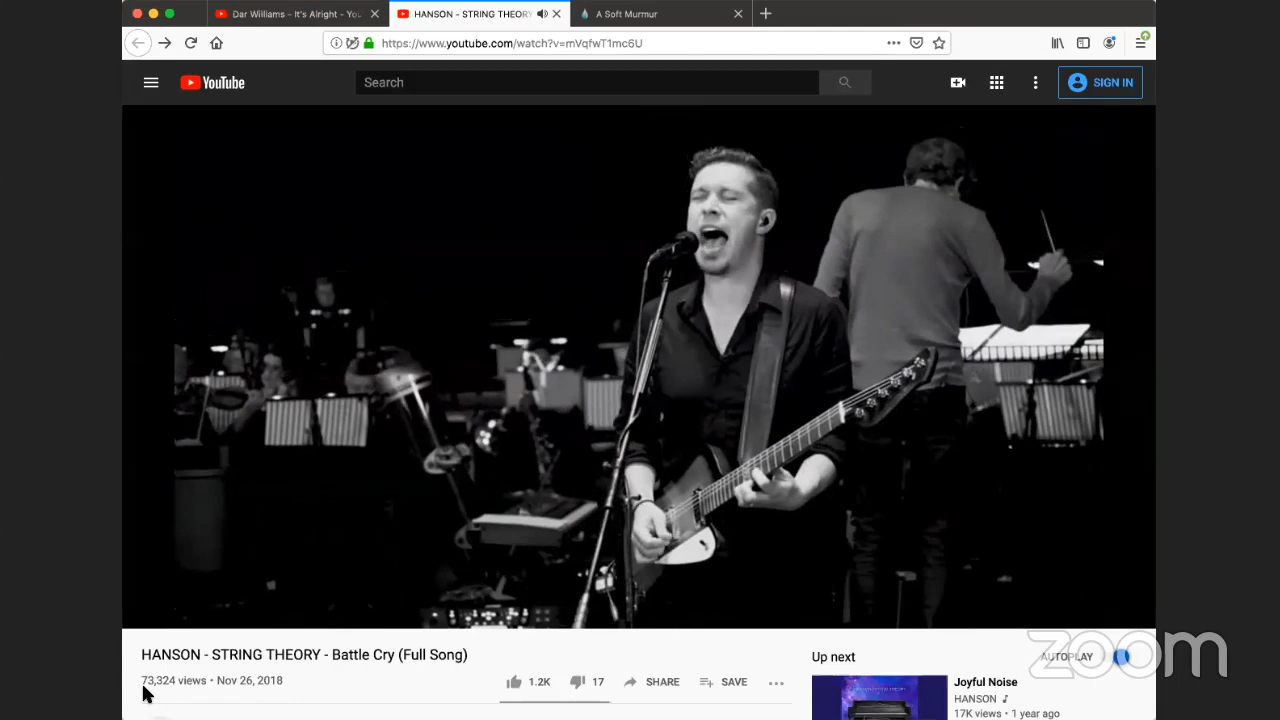 Dar Williams - It's Alright - You
HANSON - STRING THEORY
A Soft Murmur
https://www.youtube.com/watch?v=mVqfwT1mc6U
YouTube
Search
SIGN IN
HANSON - STRING THEORY - Battle Cry (Full Song)
73,324 views • Nov 26, 2018
1.2K
17
SHARE
SAVE
Up next
AUTOPLAY
zoom
Joyful Noise
HANSON
17K views • 1 year ago